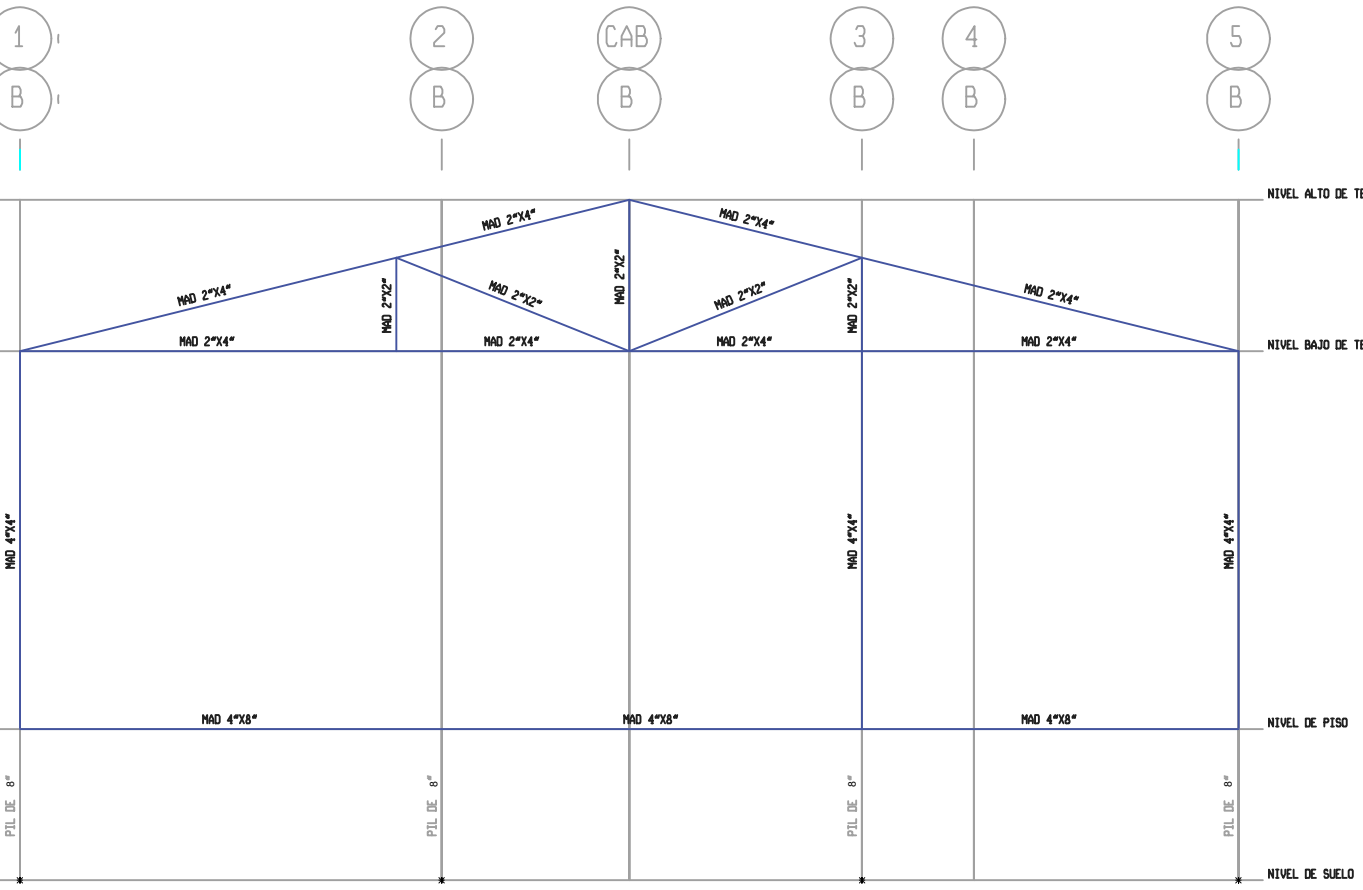 1
2
CAB
3
4
5
B
B
B
B
B
B
NIVEL ALTO DE
MAD 2"X4"
MAD 2"X4"
MAD 2"X2"
MAD 2"X4"
MAD 2"X2"
MAD 2"X2"
MAD 2"X2"
MAD 2"X2"
MAD 2"X4"
MAD 2"X4"
MAD 2"X4"
MAD 2"X4"
MAD 2"X4"
NIVEL BAJO DE
MAD 4"X4"
MAD 4"X4"
MAD 4"X4"
MAD 4"X8"
MAD 4"X8"
MAD 4"X8"
NIVEL DE PISO
PIL DE 8"
PIL DE 8"
PIL DE 8"
PIL DE 8"
NIVEL DE SUELO